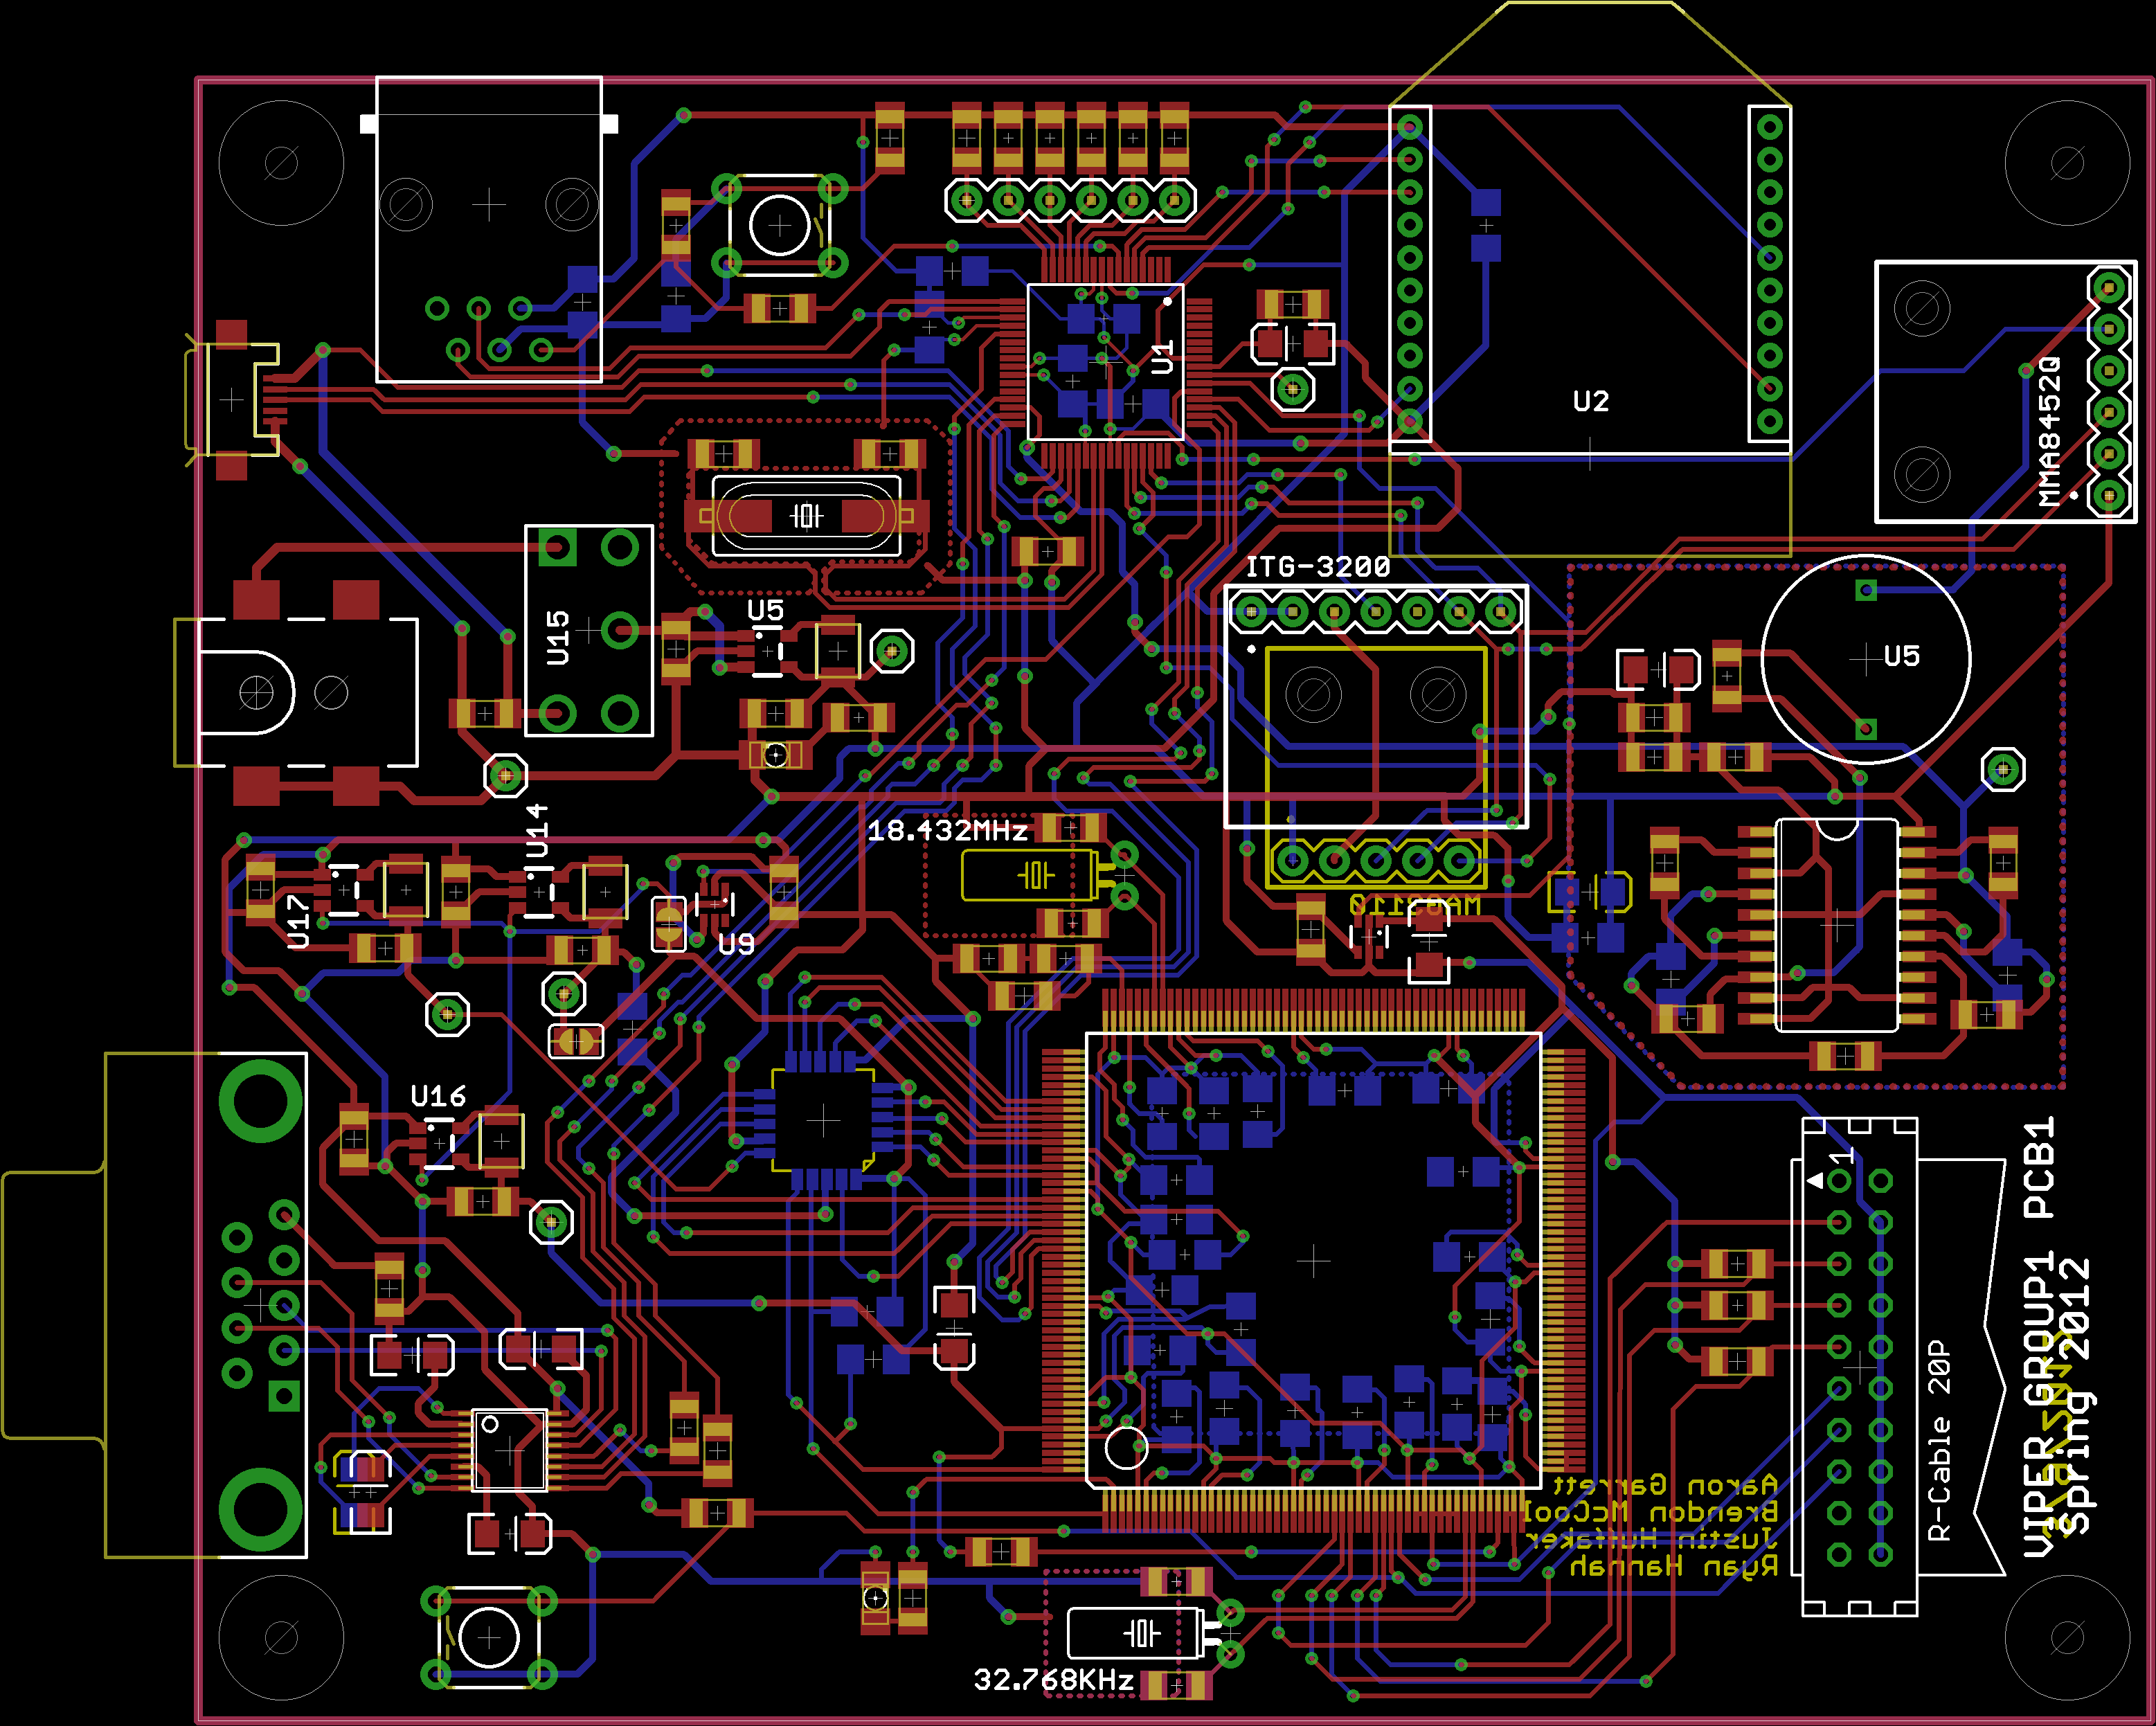 U1
U2
MMA8452Q
ITG-3200
U15
U5
U5
18.432MHz
U14
U17
U9
MAG3110
U16
1
R-Cable 20P
VIPER GROUP1 PCB1
Spring 2012
Aaron Garrett
Brendon McCool
Justin Hunsaker
Ryan Hannah
32.768KHz